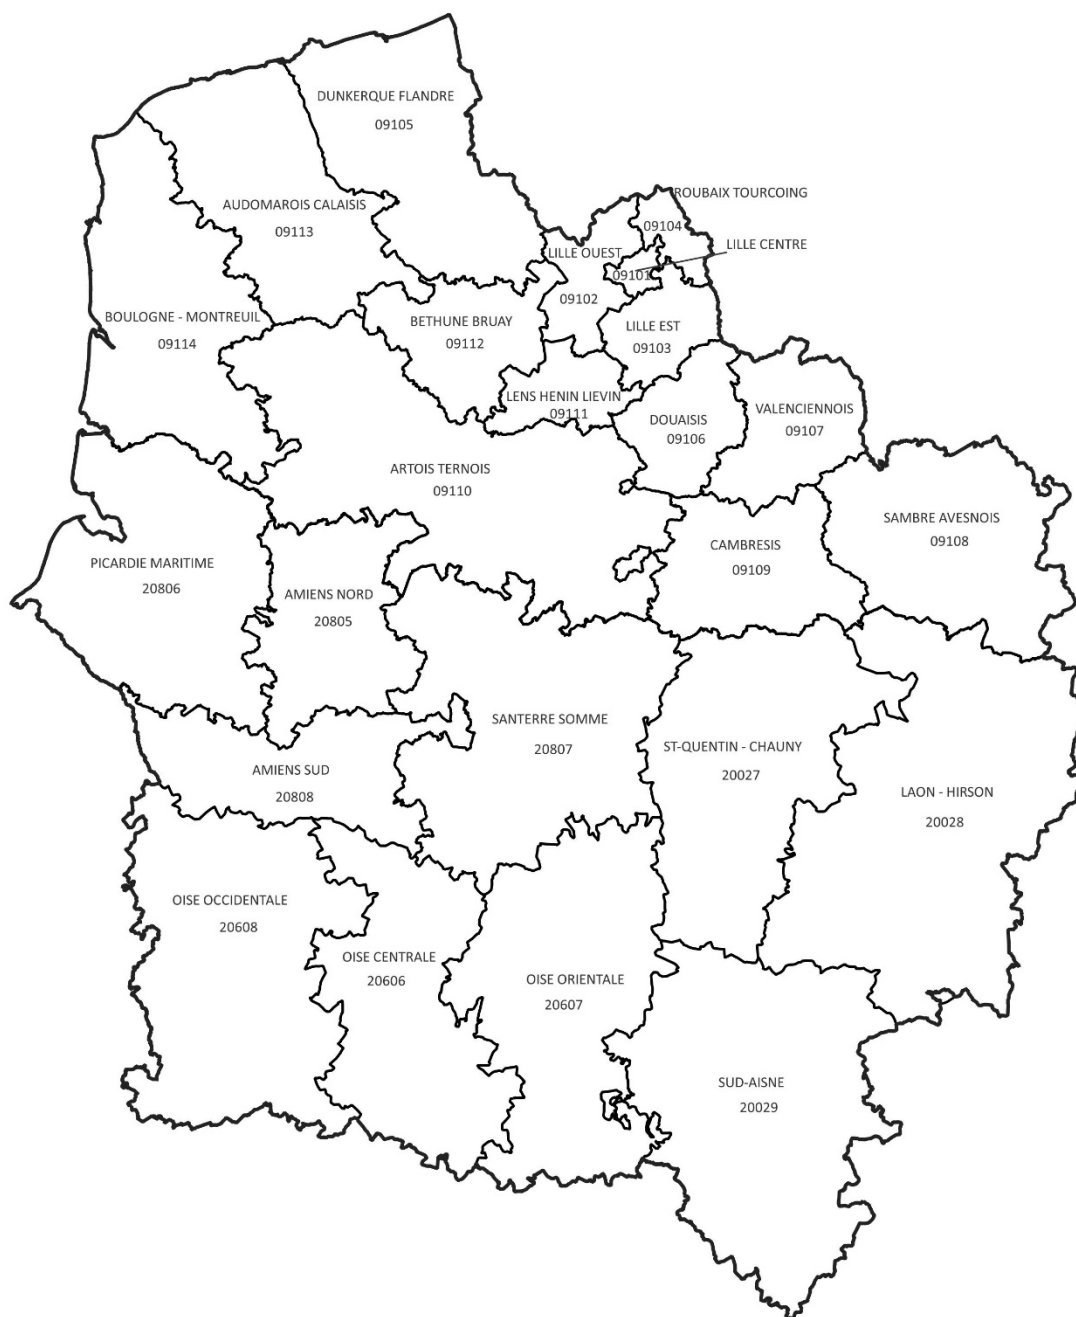 DUNKERQUE FLANDRE
09105
ROUBAIX TOURCOING
09104
AUDOMAROIS CALAISIS
09113
LILLE CENTRE
09101
LILLE OUEST
09102
BOULOGNE - MONTREUIL
09114
BETHUNE BRUAY
09112
LILLE EST
09103
LENS HENIN LIEVIN
09111
DOUAISIS
09106
VALENCIENNOIS
09107
ARTOIS TERNOIS
09110
SAMBRE AVESNOIS
09108
CAMBRESIS
09109
PICARDIE MARITIME
20806
AMIENS NORD
20805
SANTERRE SOMME
20807
ST-QUENTIN - CHAUNY
20027
AMIENS SUD
20808
LAON - HIRSON
20028
OISE OCCIDENTALE
20608
OISE CENTRALE
20606
OISE ORIENTALE
20607
SUD-AISNE
20029